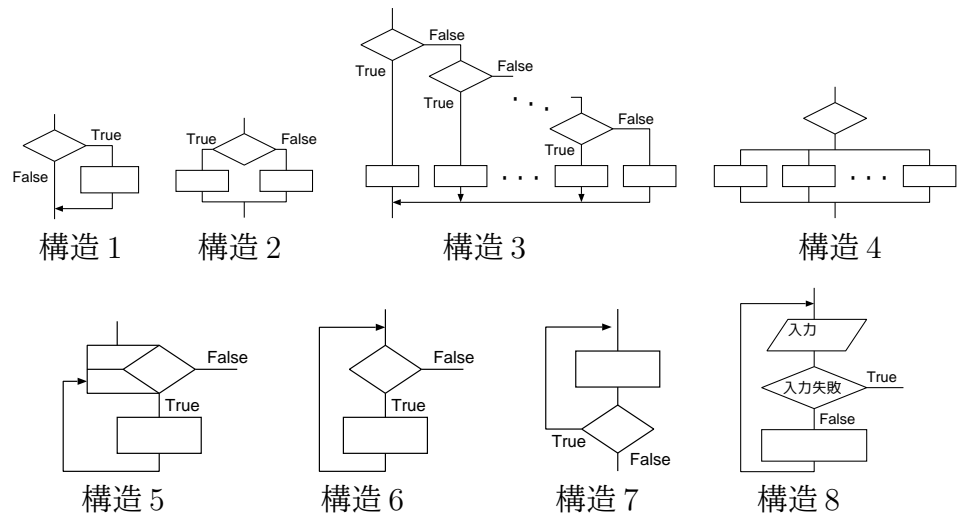 True
False
構造 1
True
False
構造 2
False
True
False
True
. . .
False
True
. . .
構造 3
. . .
構造 4
False
True
構造 5
False
True
構造 6
True
False
構造 7
入力
入力失敗
True
False
構造 8